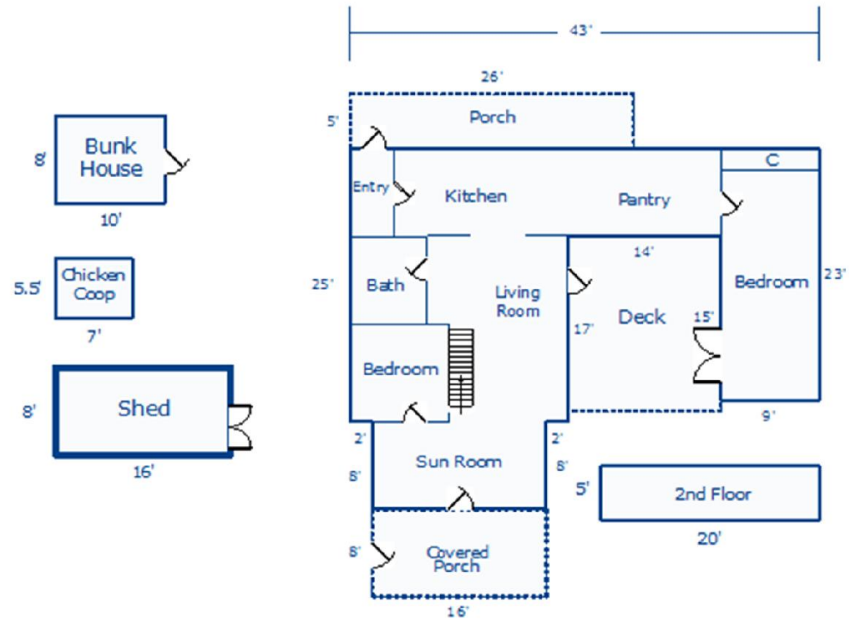 43'
26'
5'
Porch
8'
Bunk
House
10'
Entry
Kitchen
Pantry
C
5.5'
Chicken
Coop
7'
25'
Bath
Living
Room
14'
17'
Deck
15'
Bedroom
23'
Bedroom
8'
Shed
16'
2'
2'
9'
8'
Sun Room
8'
5'
2nd Floor
20'
8'
Covered
Porch
16'